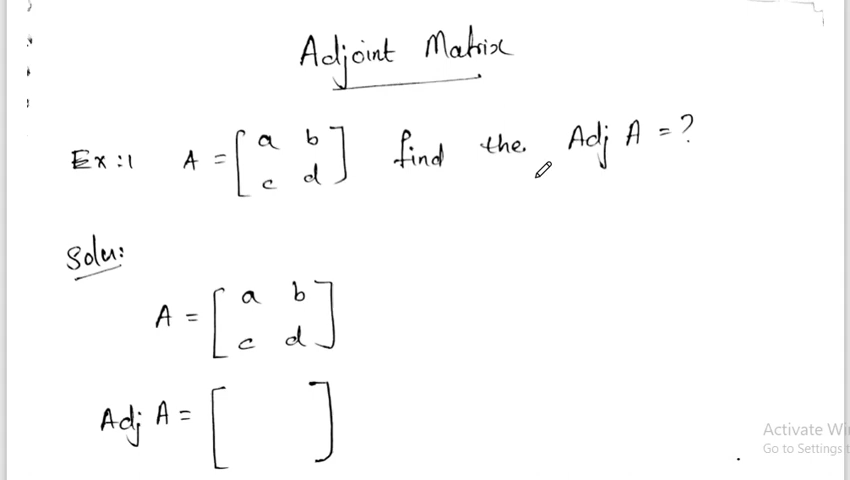 Adjoint Matrix
Ex:1 A = [a b
c d] find the Adj A = ?
Solu:
A = [a b
c d]
Adj A = [ ]
Activate Wi
Go to Settings t